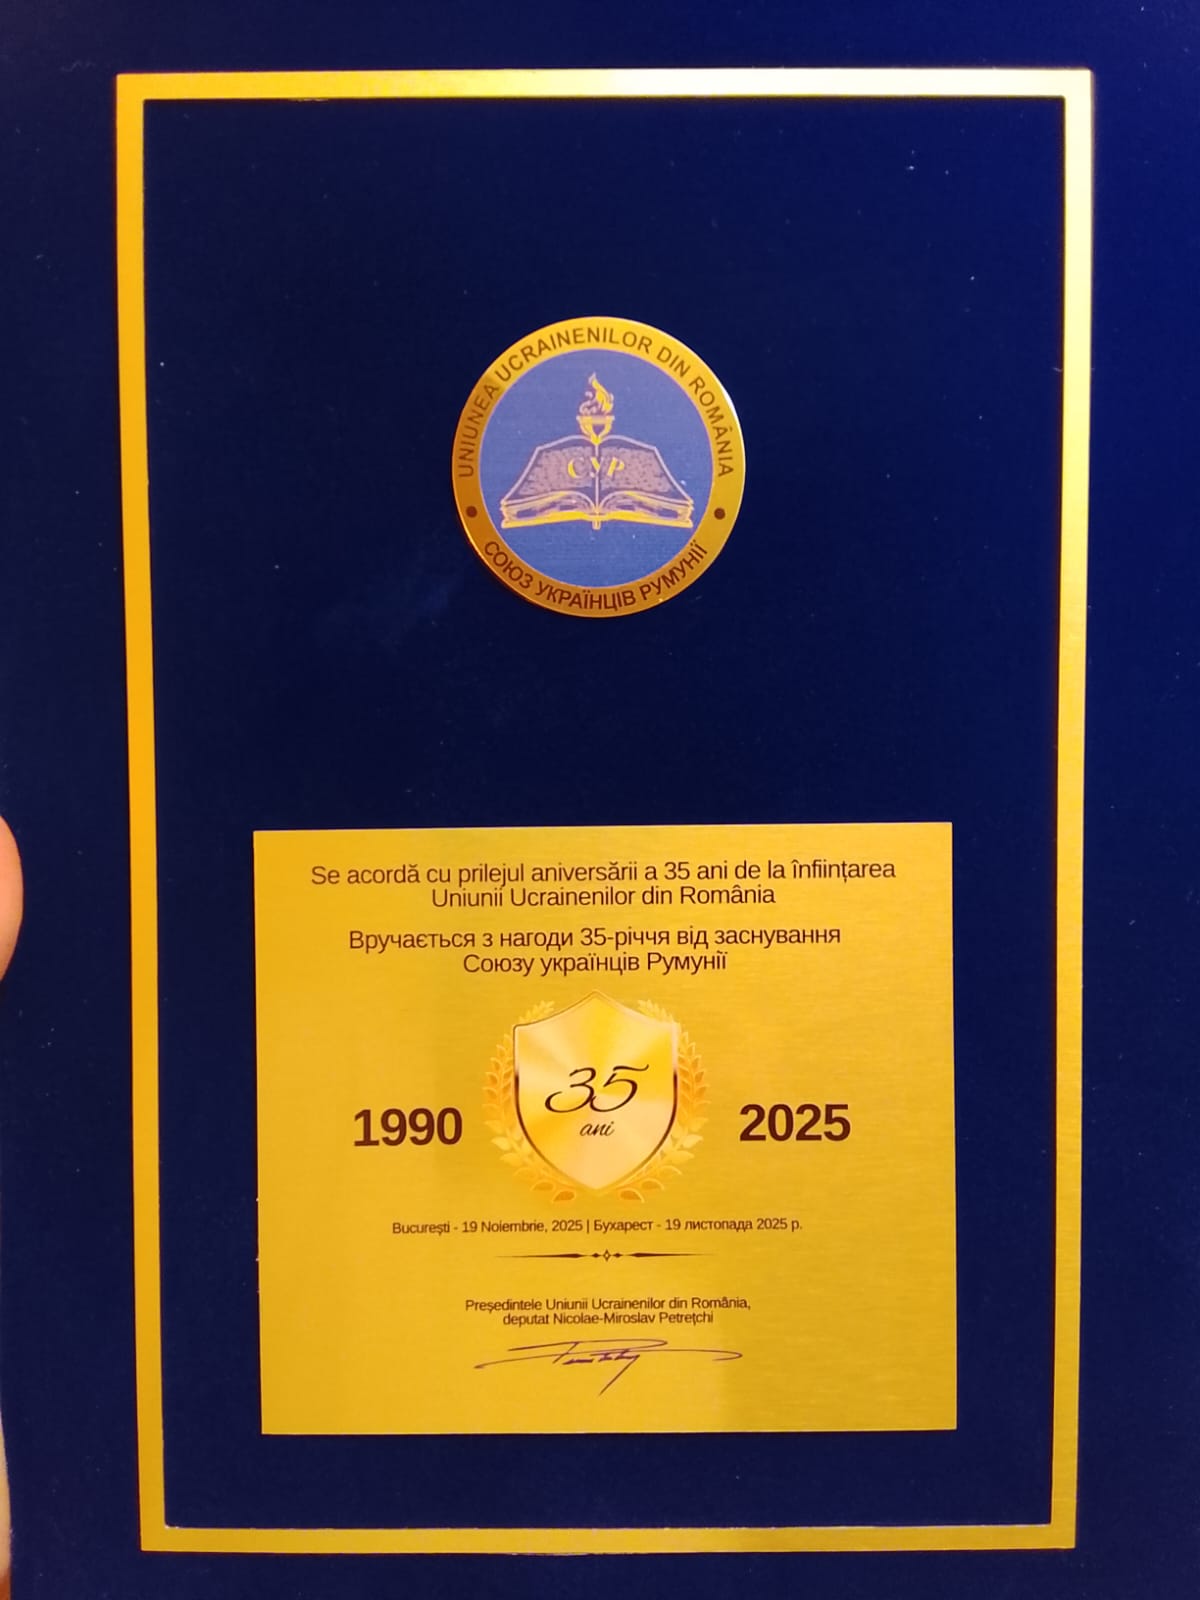 UNIUNEA UCRAINENILOR DIN ROMÂNIA
СУР
СОЮЗ УКРАЇНЦІВ РУМУНІЇ
Se acordă cu prilejul aniversării a 35 ani de la înființarea
Uniunii Ucrainenilor din România
Вручається з нагоди 35-річчя від заснування
Союзу українців Румунії
35
ani
1990
2025
București - 19 Noiembrie, 2025 | Бухарест - 19 листопада 2025 р.
Președintele Uniunii Ucrainenilor din România,
deputat Nicolae-Miroslav Petrețchi